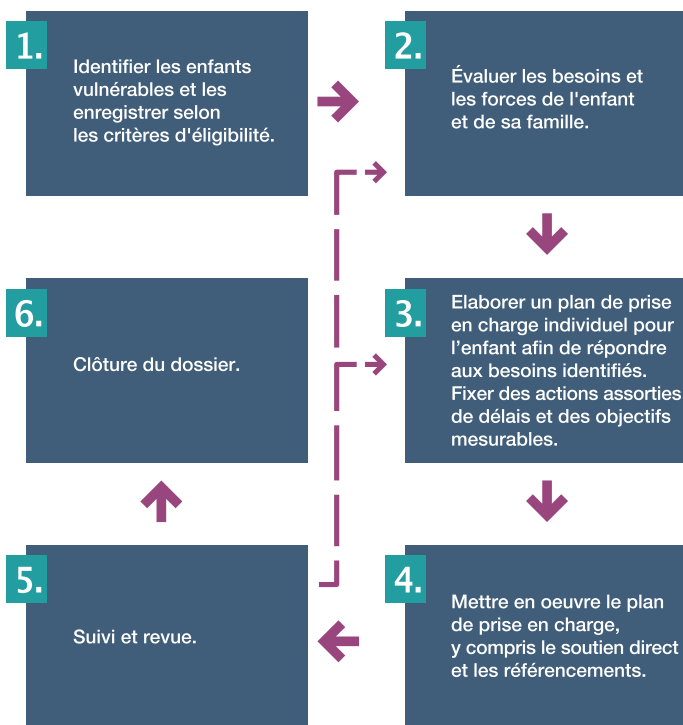 1.
Identifier les enfants
vulnérables et les
enregistrer selon
les critères d'éligibilité.
2.
Évaluer les besoins et
les forces de l'enfant
et de sa famille.
3.
Elaborer un plan de prise
en charge individuel pour
l’enfant afin de répondre
aux besoins identifiés.
Fixer des actions assorties
de délais et des objectifs
mesurables.
4.
Mettre en oeuvre le plan
de prise en charge,
y compris le soutien direct
et les référencements.
5.
Suivi et revue.
6.
Clôture du dossier.